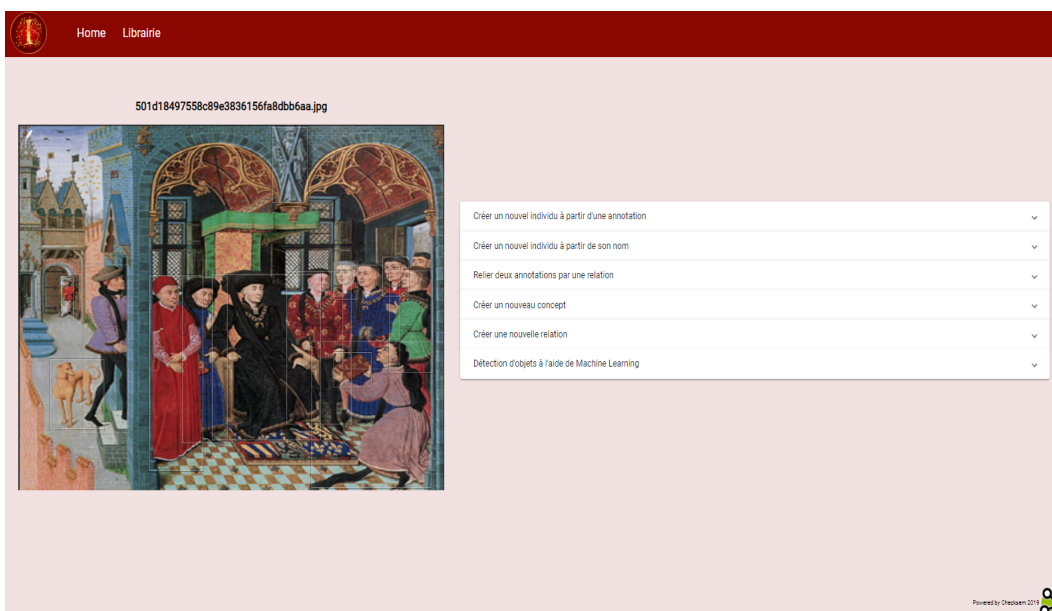 Home Librairie
501d18497558c89e3836156fa8dbb6aa.jpg
Créer un nouvel individu à partir d'une annotation
Créer un nouvel individu à partir de son nom
Relier deux annotations par une relation
Créer un nouveau concept
Créer une nouvelle relation
Détection d'objets à l'aide de Machine Learning
Powered by Checksem 2019